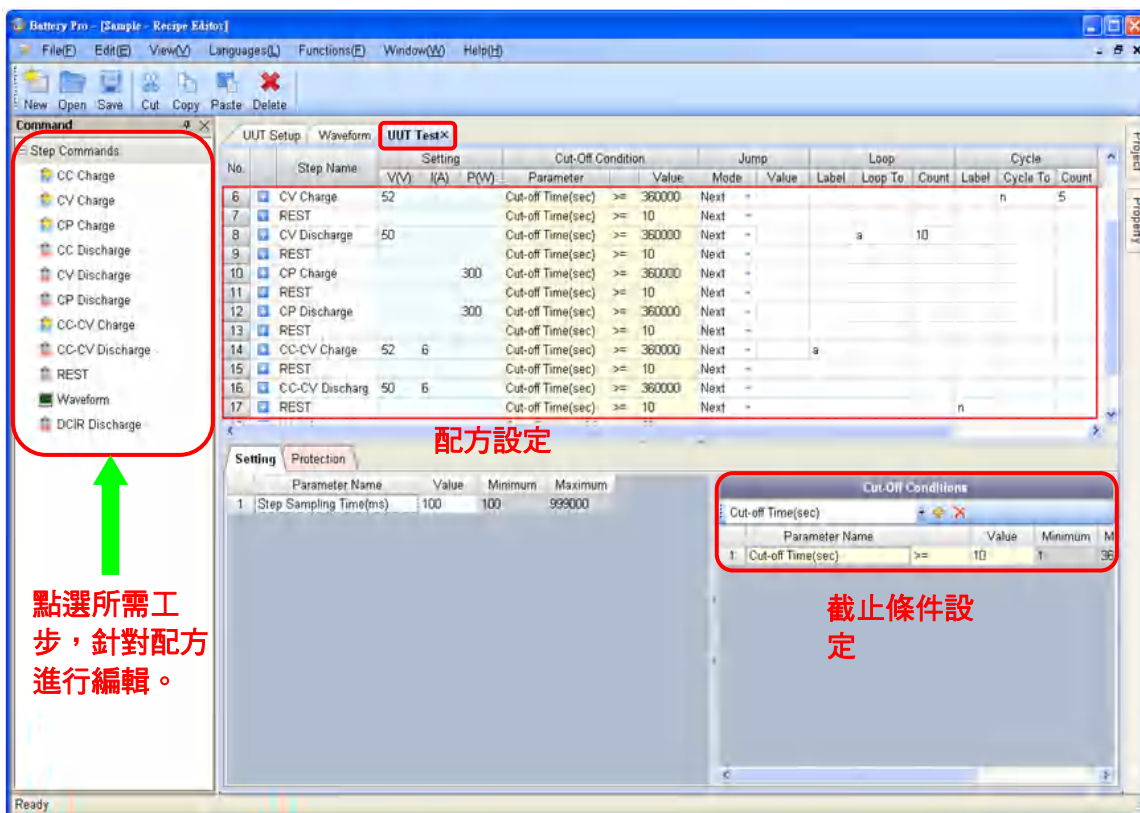 Battery Pro - [Sample - Recipe Editor]
File(F) Edit(E) View(V) Languages(L) Functions(F) Window(W) Help(H)
New Open Save Cut Copy Paste Delete
Command
Step Commands
CC Charge
CV Charge
CP Charge
CC Discharge
CV Discharge
CP Discharge
CC-CV Charge
CC-CV Discharge
REST
Waveform
DCIR Discharge
點選所需工
步，針對配方
進行編輯。
UUT Setup Waveform UUT Test×
No. Step Name Setting Cut-Off Condition Jump Loop Cycle
V(V) I(A) P(W) Parameter Value Mode Value Label Loop To Count Label Cycle To Count
6 CV Charge 52 Cut-off Time(sec) >= 360000 Next n 5
7 REST Cut-off Time(sec) >= 10 Next
8 CV Discharge 50 Cut-off Time(sec) >= 360000 Next a 10
9 REST Cut-off Time(sec) >= 10 Next
10 CP Charge 300 Cut-off Time(sec) >= 360000 Next
11 REST Cut-off Time(sec) >= 10 Next
12 CP Discharge 300 Cut-off Time(sec) >= 360000 Next
13 REST Cut-off Time(sec) >= 10 Next
14 CC-CV Charge 52 6 Cut-off Time(sec) >= 360000 Next a
15 REST Cut-off Time(sec) >= 10 Next
16 CC-CV Discharg 50 6 Cut-off Time(sec) >= 360000 Next
17 REST Cut-off Time(sec) >= 10 Next n
配方設定
Setting Protection
Parameter Name Value Minimum Maximum
1 Step Sampling Time(ms) 100 100 999000
Cut-Off Conditions
Cut-off Time(sec)
Parameter Name Value Minimum M
1 Cut-off Time(sec) >= 10 1 36
截止條件設
定
Project
Property
Ready